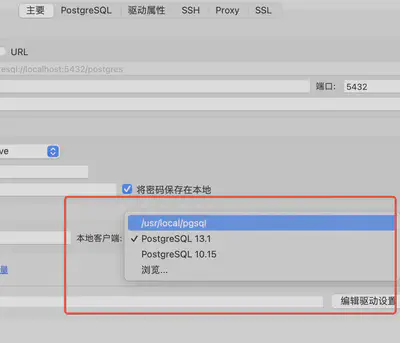 主要 PostgreSQL 驱动属性 SSH Proxy SSL
URL
esql://localhost:5432/postgres
端口: 5432
ve
将密码保存在本地
/usr/local/pgsql
本地客户端: ✓ PostgreSQL 13.1
PostgreSQL 10.15
量 浏览...
编辑驱动设置